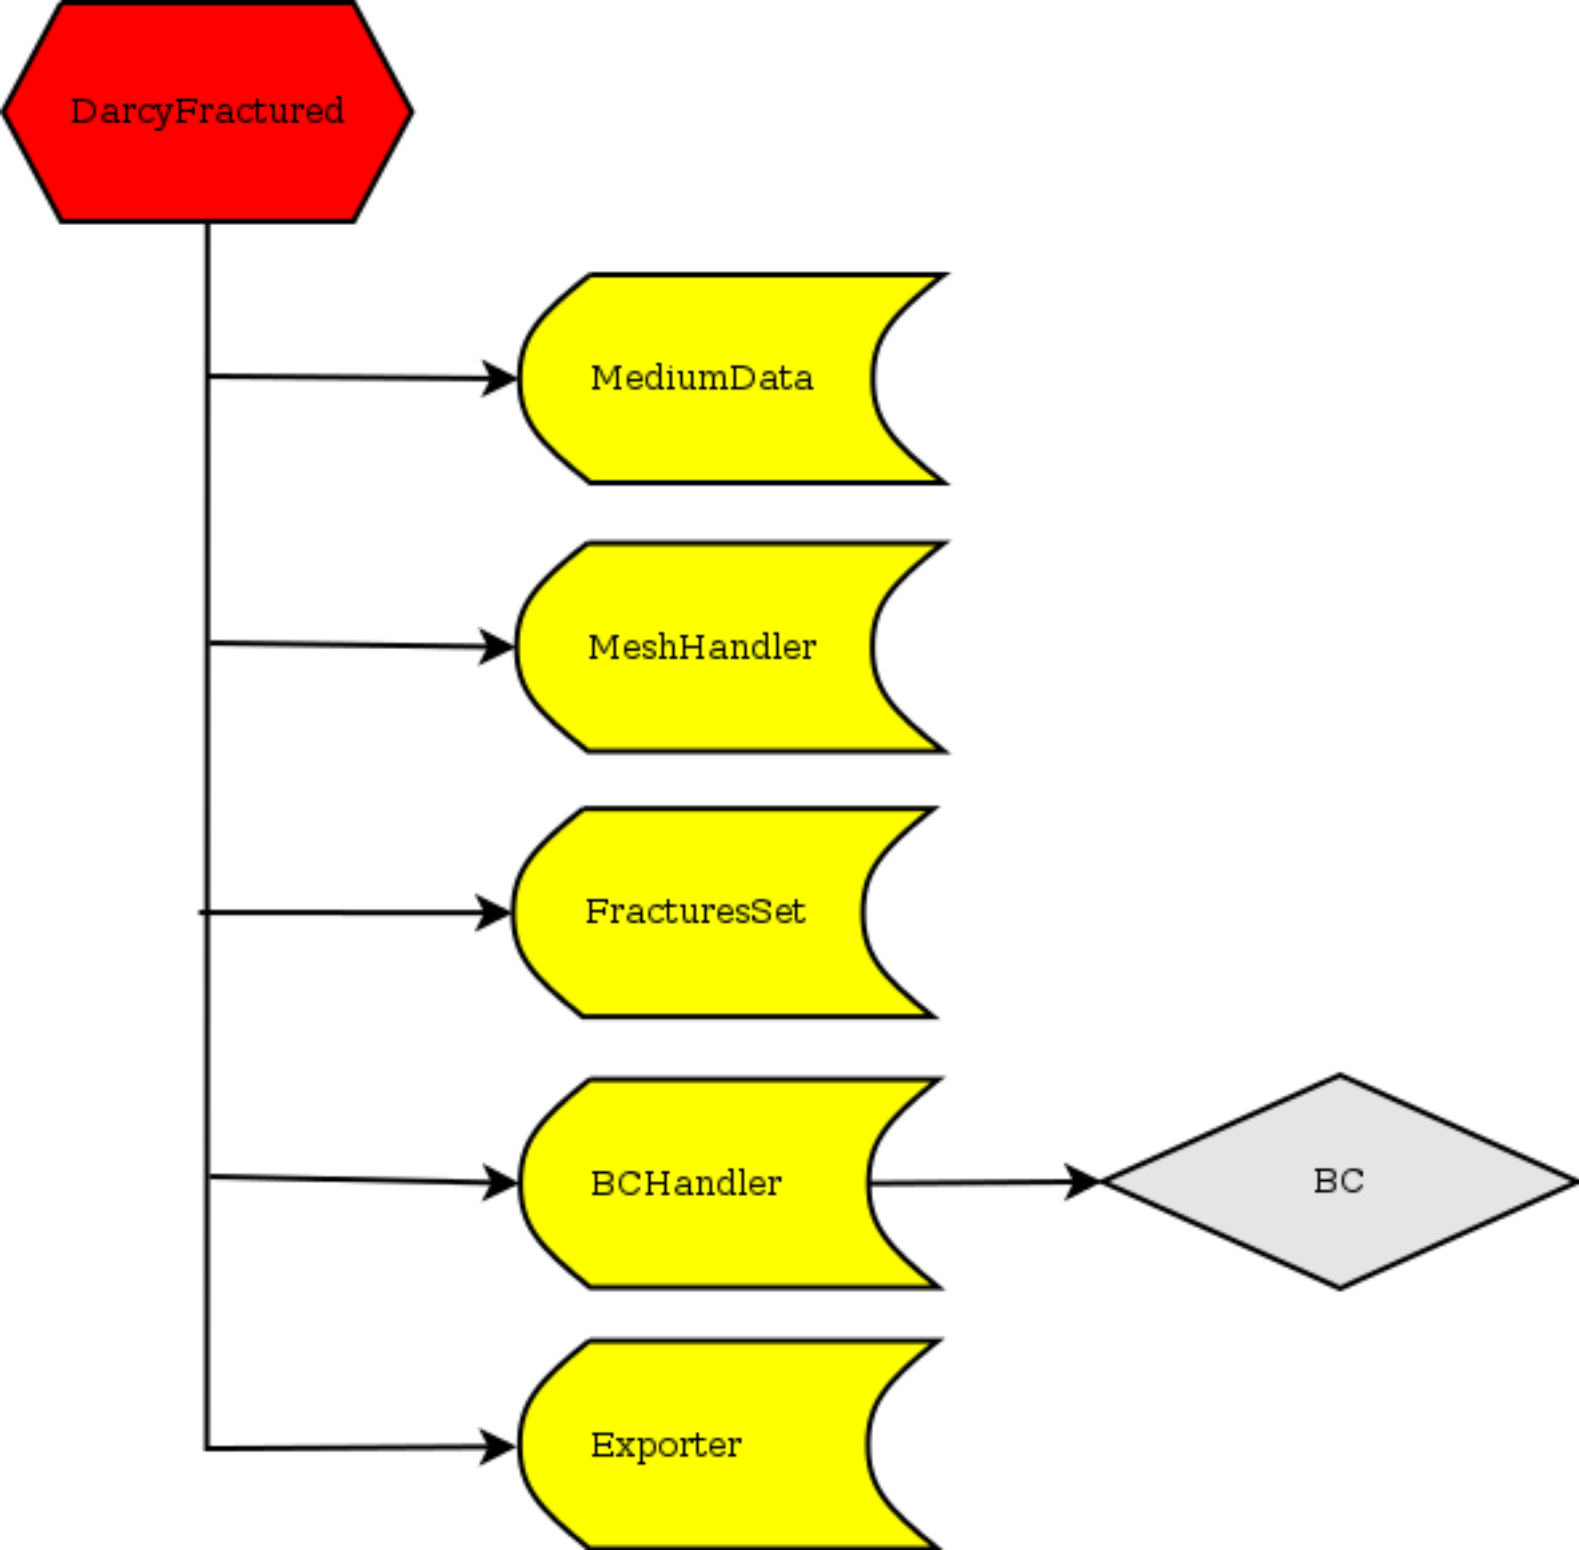 DarcyFractured
MediumData
MeshHandler
FracturesSet
BCHandler
BC
Exporter